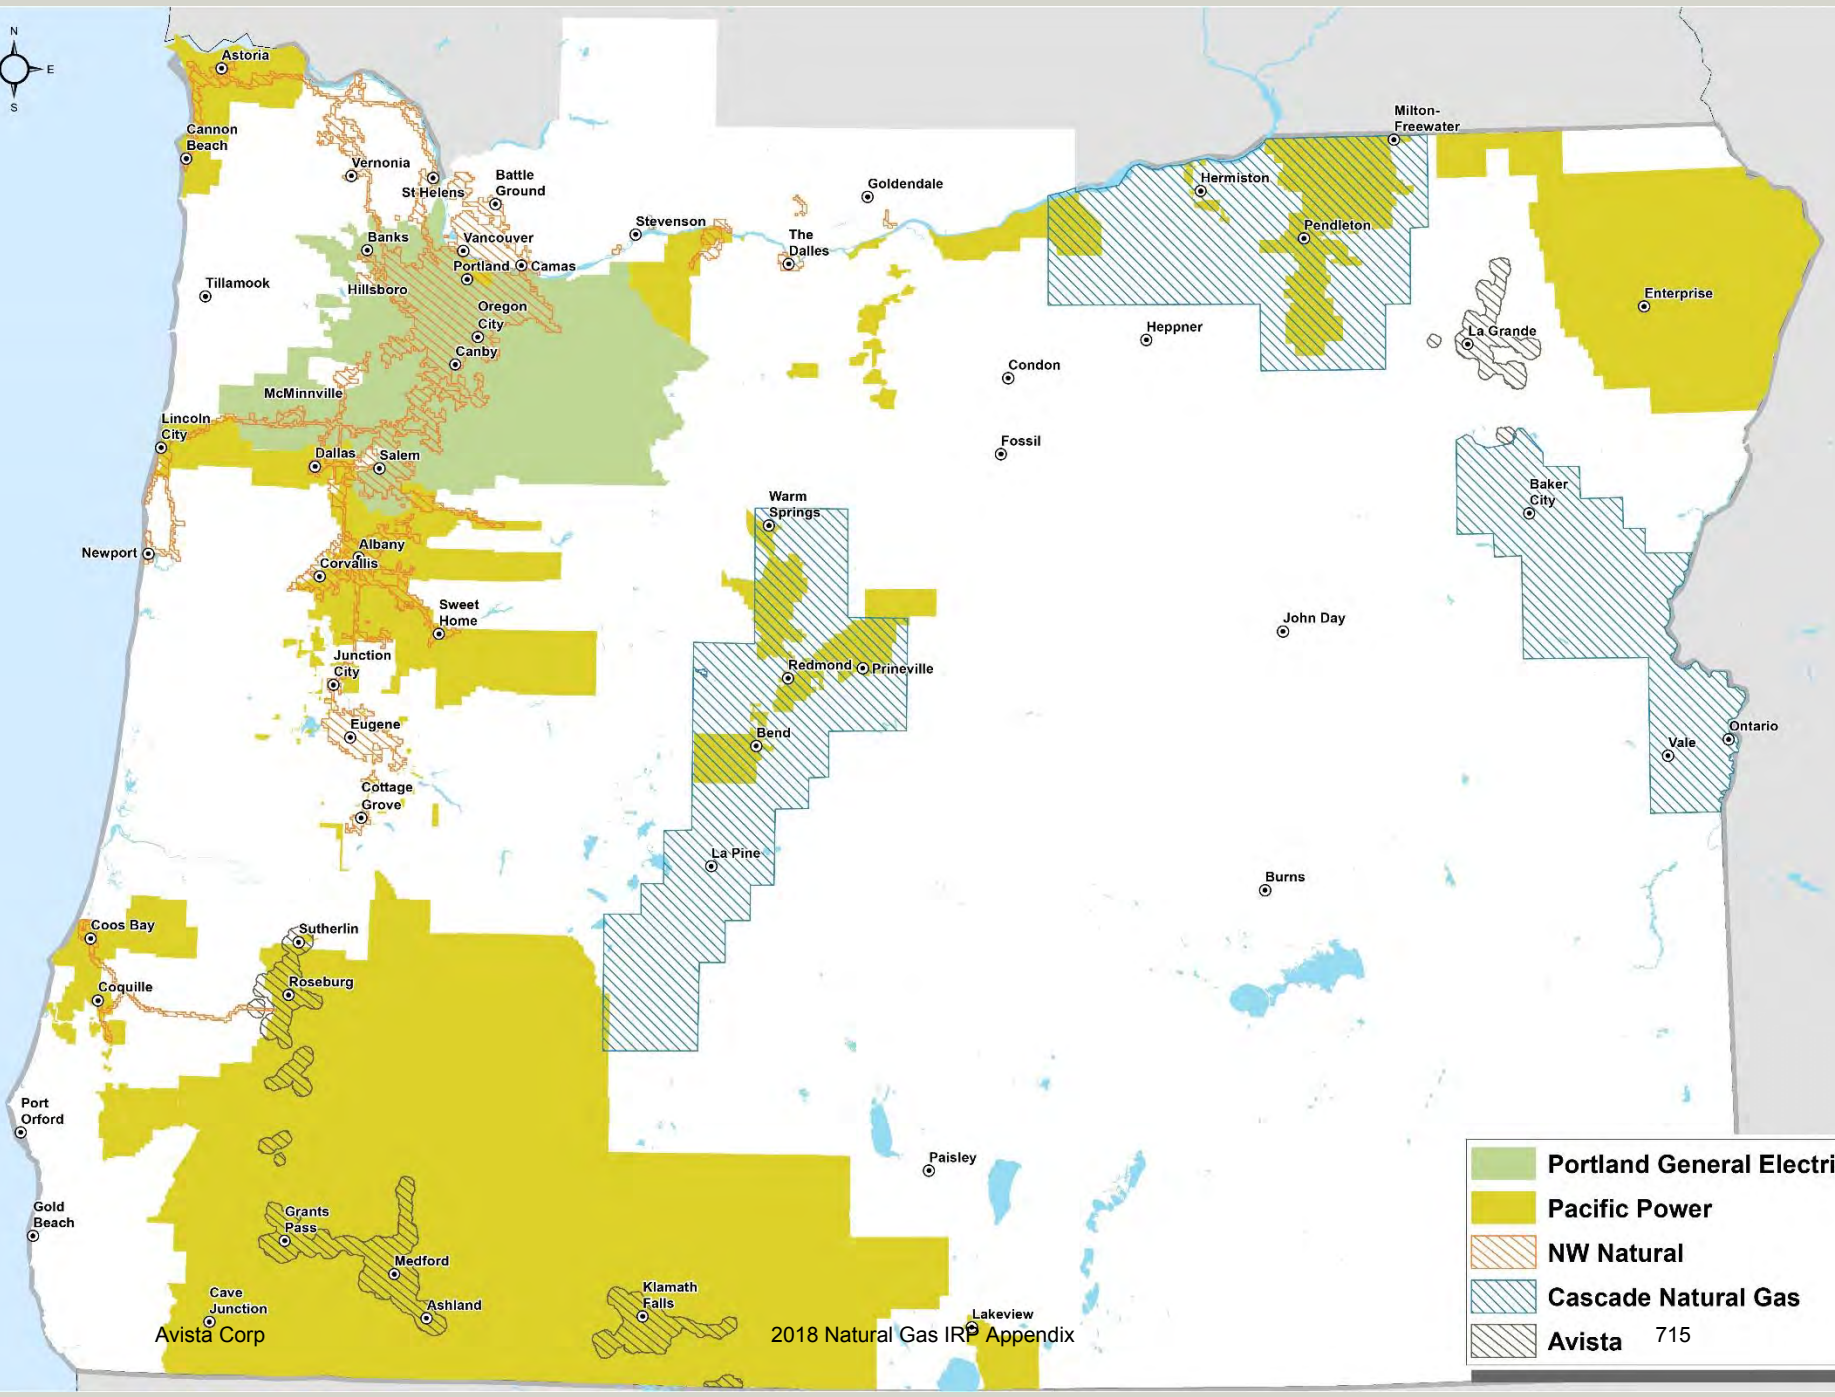 N
E
S
Astoria
Cannon
Beach
Vernonia
St Helens
Battle
Ground
Banks
Vancouver
Portland
Camas
Stevenson
The
Dalles
Goldendale
Milton-
Freewater
Hermiston
Pendleton
Tillamook
Hillsboro
Oregon
City
Canby
Heppner
La Grande
Enterprise
Condon
McMinnville
Lincoln
City
Dallas
Salem
Fossil
Warm
Springs
Baker
City
Newport
Albany
Corvallis
Sweet
Home
John Day
Junction
City
Redmond
Prineville
Eugene
Bend
Vale
Ontario
Cottage
Grove
La Pine
Burns
Coos Bay
Sutherlin
Coquille
Roseburg
Port
Orford
Paisley
Gold
Beach
Grants
Pass
Medford
Cave
Junction
Ashland
Klamath
Falls
Lakeview
Portland General Electri
Pacific Power
NW Natural
Cascade Natural Gas
Avista
Avista Corp
2018 Natural Gas IRP Appendix
715